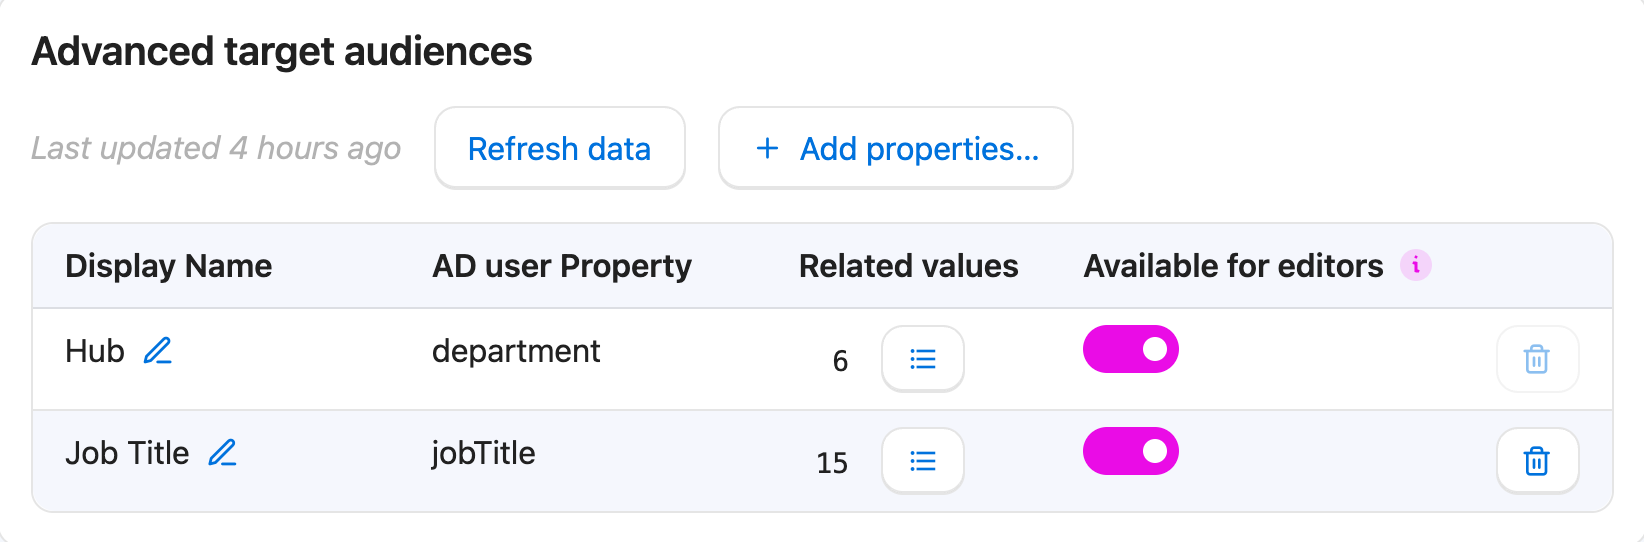 Advanced target audiences
Last updated 4 hours ago Refresh data + Add properties...
Display Name AD user Property Related values Available for editors i
Hub department 6
Job Title jobTitle 15